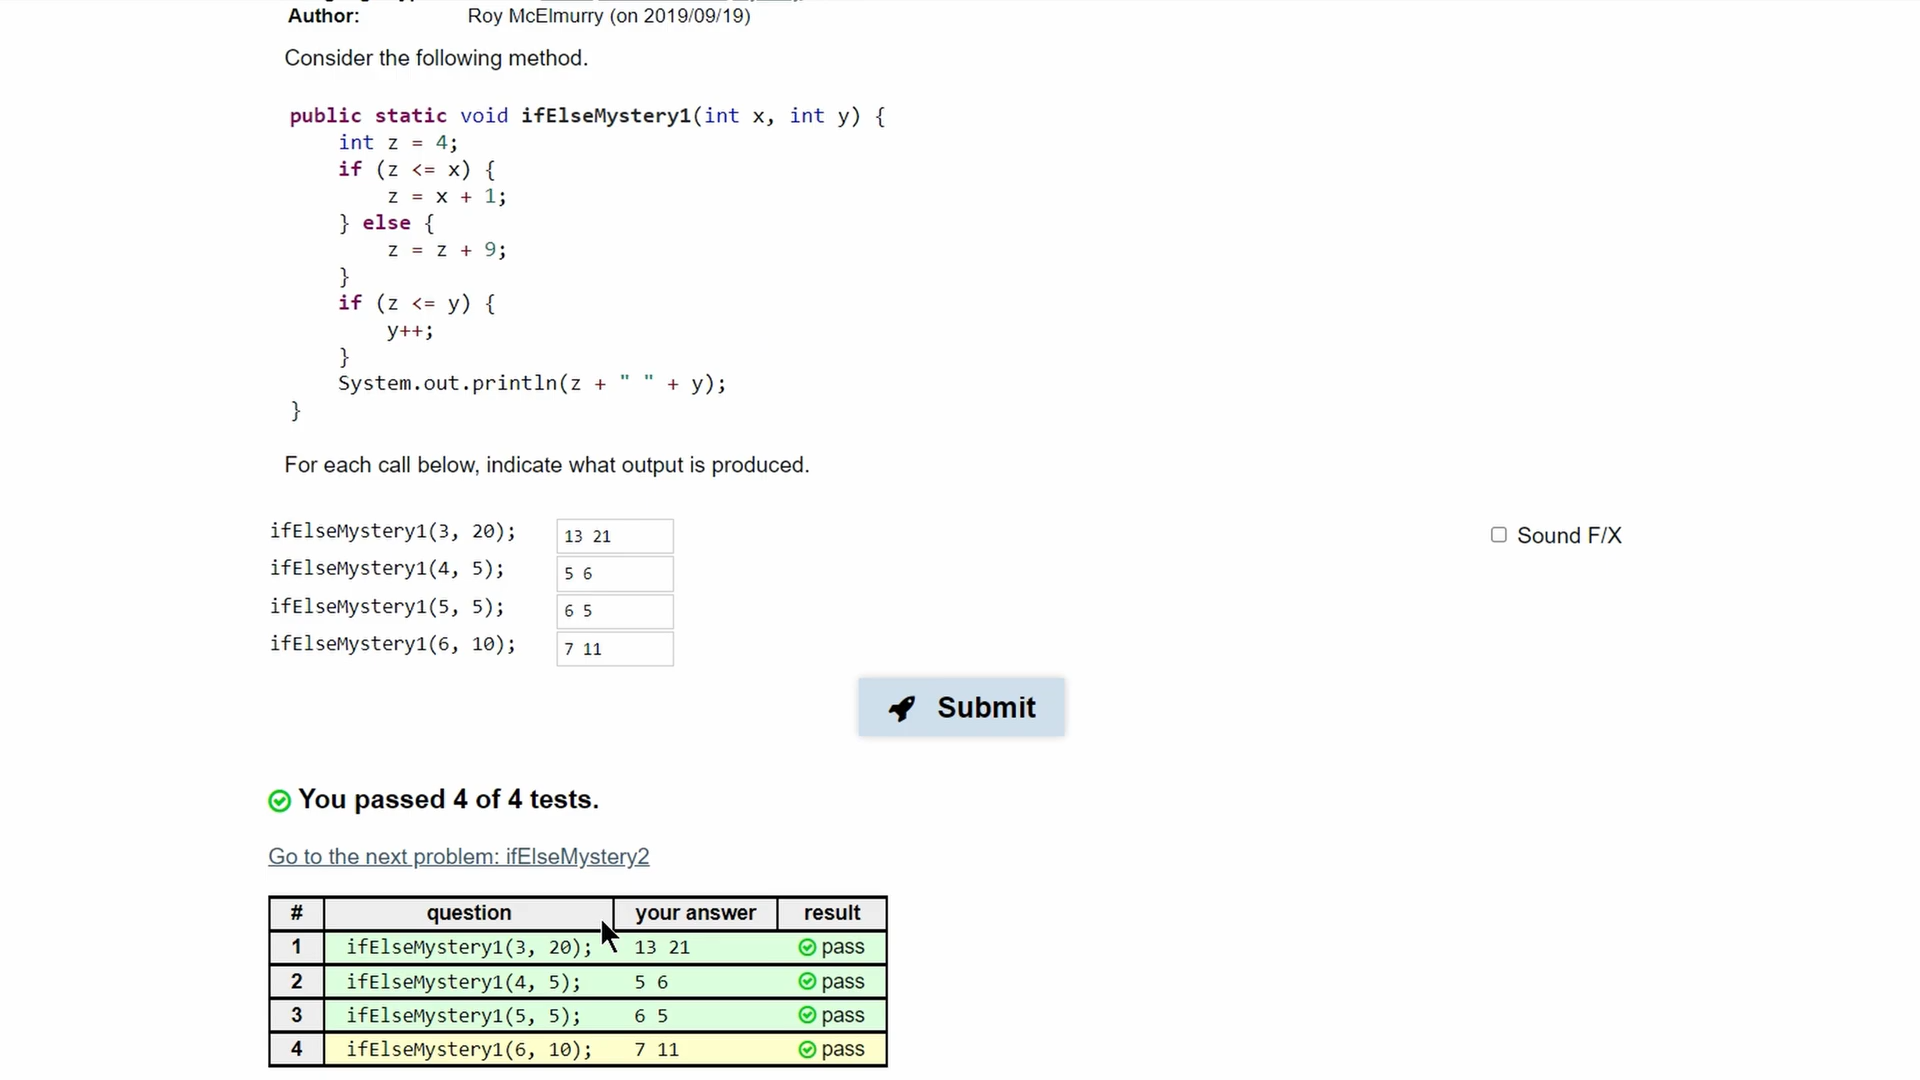 Author: Roy McElmurry (on 2019/09/19)
Consider the following method.
public static void ifElseMystery1(int x, int y) {
    int z = 4;
    if (z <= x) {
        z = x + 1;
    } else {
        z = z + 9;
    }
    if (z <= y) {
        y++;
    }
    System.out.println(z + " " + y);
}
For each call below, indicate what output is produced.
ifElseMystery1(3, 20); 13 21
Sound F/X
ifElseMystery1(4, 5); 5 6
ifElseMystery1(5, 5); 6 5
ifElseMystery1(6, 10); 7 11
Submit
You passed 4 of 4 tests.
Go to the next problem: ifElseMystery2
# question your answer result
1 ifElseMystery1(3, 20); 13 21 pass
2 ifElseMystery1(4, 5); 5 6 pass
3 ifElseMystery1(5, 5); 6 5 pass
4 ifElseMystery1(6, 10); 7 11 pass